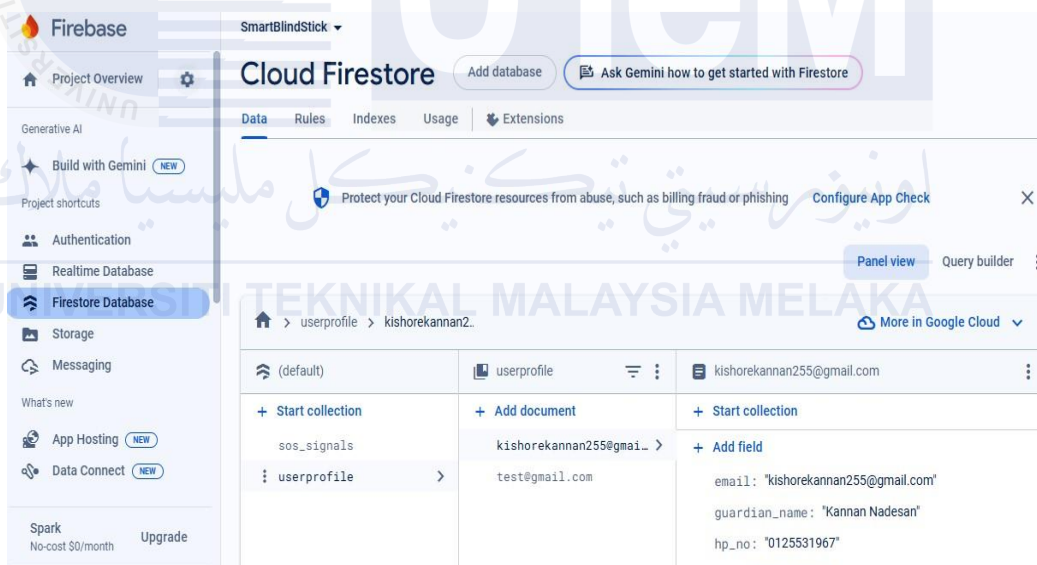 Firebase
SmartBlindStick
Project Overview
Cloud Firestore
Add database
Ask Gemini how to get started with Firestore
Generative AI
Data Rules Indexes Usage Extensions
Build with Gemini NEW
Project shortcuts
Protect your Cloud Firestore resources from abuse, such as billing fraud or phishing Configure App Check
Authentication
Realtime Database
Panel view Query builder
Firestore Database
UNIVERSITI TEKNIKAL MALAYSIA MELAKA
Storage
userprofile > kishorekannan2..
More in Google Cloud
Messaging
(default)
userprofile
kishorekannan255@gmail.com
What's new
+ Start collection
+ Add document
+ Start collection
App Hosting NEW
sos_signals
kishorekannan255@gmai…
+ Add field
Data Connect NEW
userprofile
test@gmail.com
email: "kishorekannan255@gmail.com"
guardian_name: "Kannan Nadesan"
hp_no: "0125531967"
Spark
No-cost $0/month
Upgrade